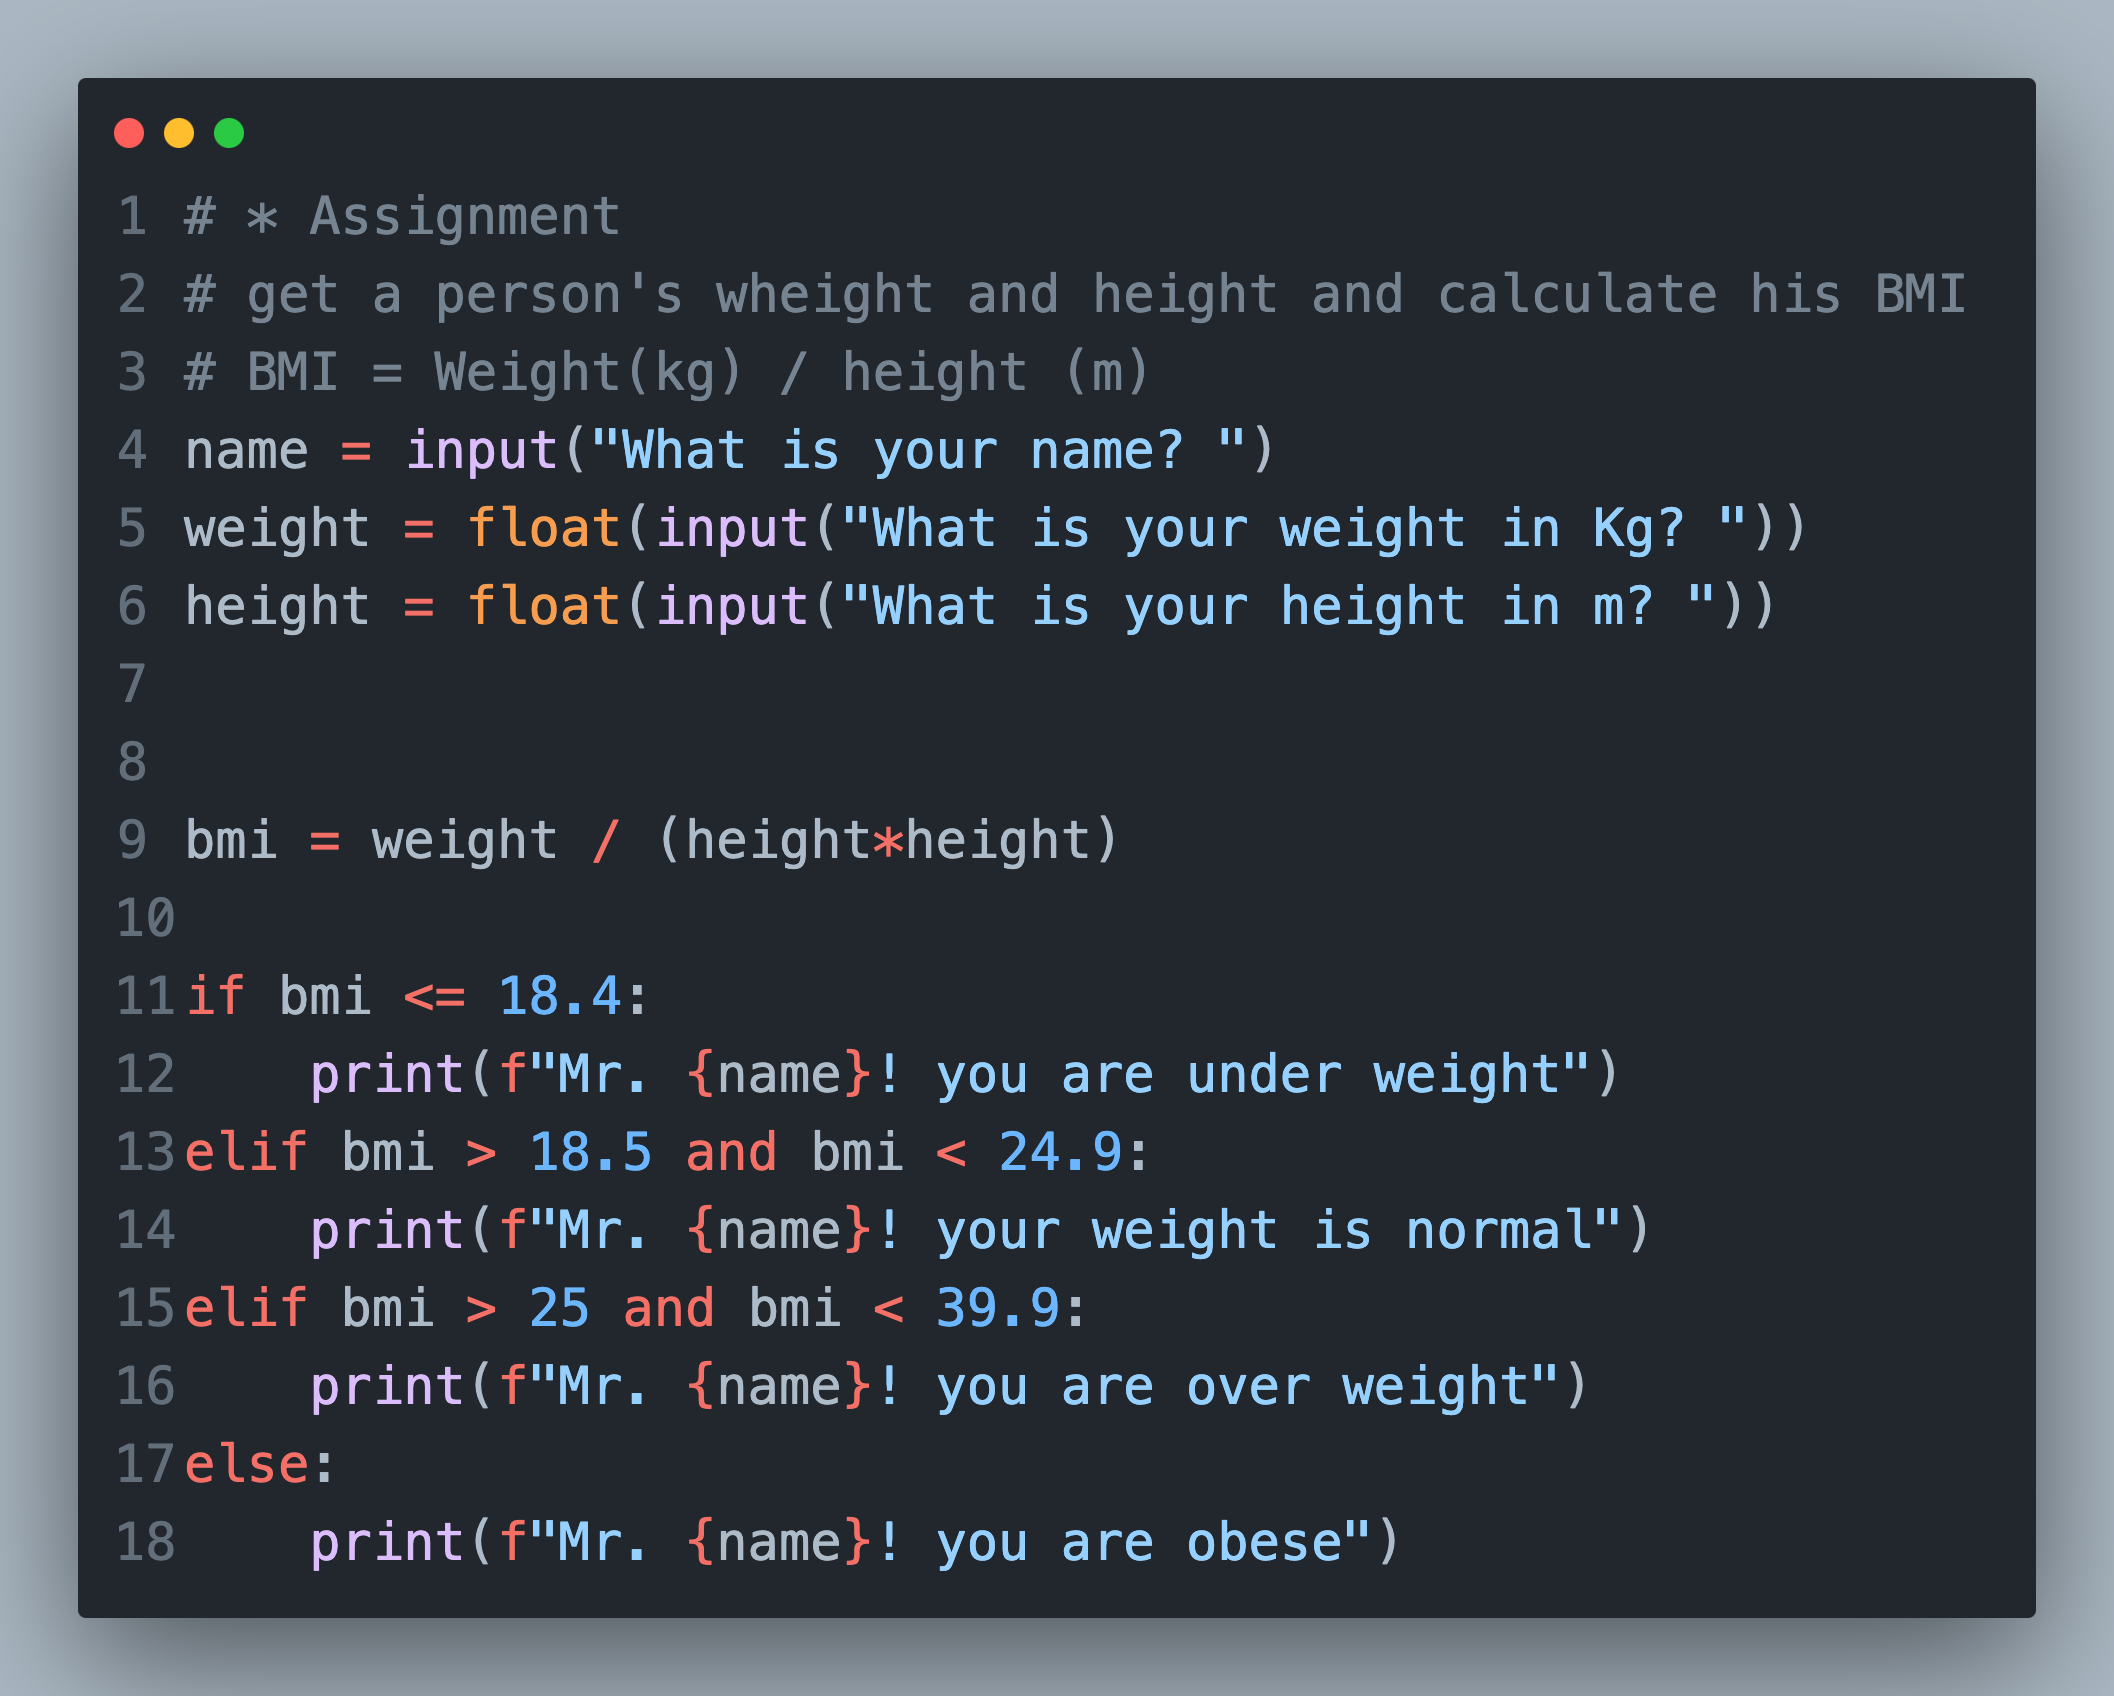 1 # * Assignment
2 # get a person's wheight and height and calculate his BMI
3 # BMI = Weight(kg) / height (m)
4 name = input("What is your name? ")
5 weight = float(input("What is your weight in Kg? "))
6 height = float(input("What is your height in m? "))
7
8
9 bmi = weight / (height*height)
10
11 if bmi <= 18.4:
12     print(f"Mr. {name}! you are under weight")
13 elif bmi > 18.5 and bmi < 24.9:
14     print(f"Mr. {name}! your weight is normal")
15 elif bmi > 25 and bmi < 39.9:
16     print(f"Mr. {name}! you are over weight")
17 else:
18     print(f"Mr. {name}! you are obese")